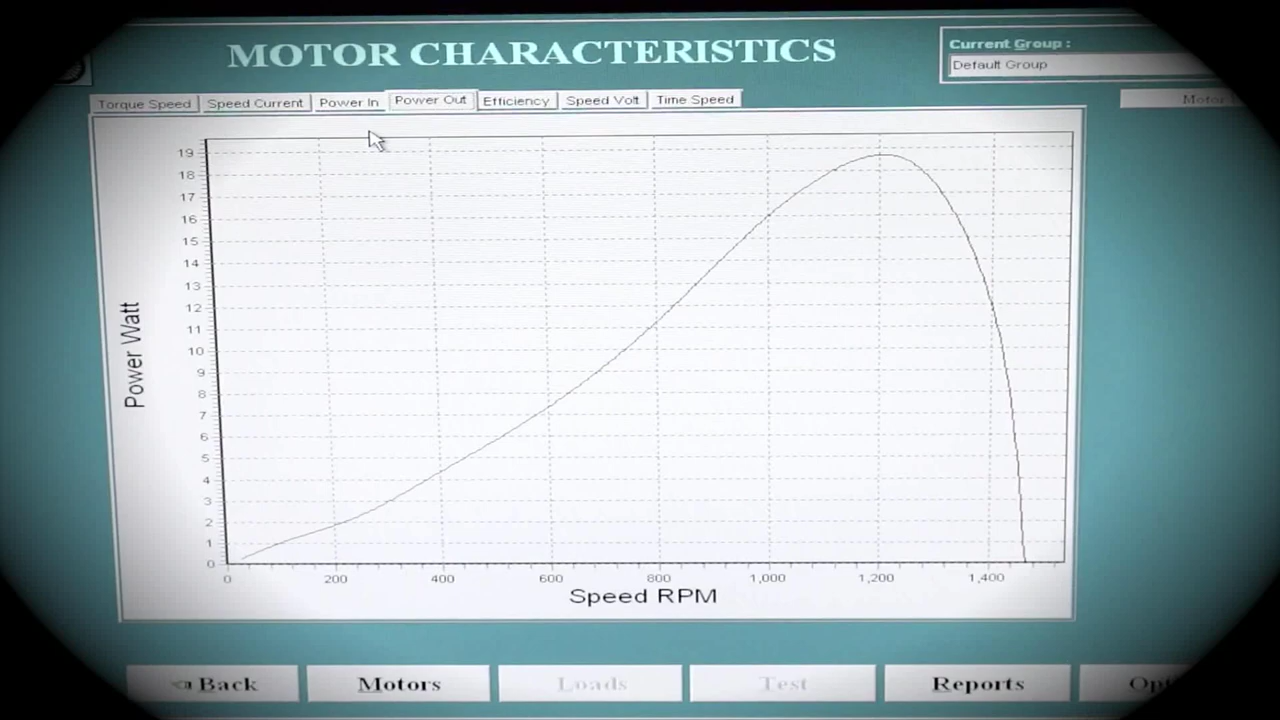 MOTOR CHARACTERISTICS
Current Group :
Default Group
Torque Speed Speed Current Power In Power Out Efficiency Speed Volt Time Speed
Motor
19
18
17
16
15
14
13
12
11
10
9
8
7
6
5
4
3
2
1
0
Power Watt
0 200 400 600 800 1,000 1,200 1,400
Speed RPM
Back Motors Loads Test Reports